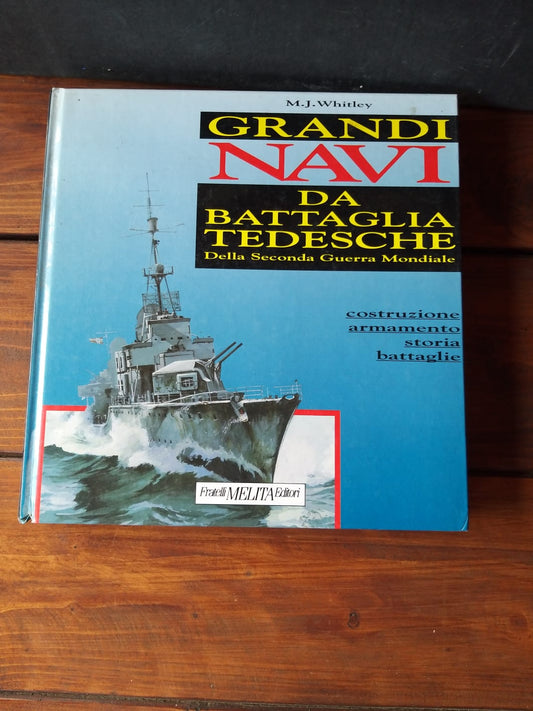 M.J.Whitley
GRANDI
NAVI
DA
BATTAGLIA
TEDESCHE
Della Seconda Guerra Mondiale
costruzione
armamento
storia
battaglie
Fratelli MELITA Editori